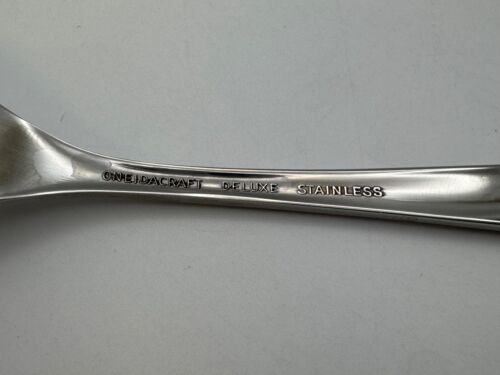 ONEIDACRAFT DELUXE STAINLESS